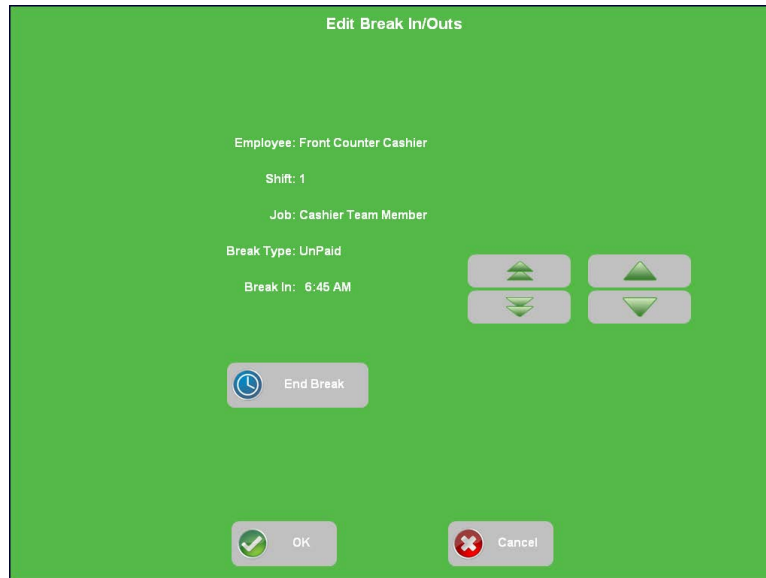 Edit Break In/Outs
Employee: Front Counter Cashier
Shift: 1
Job: Cashier Team Member
Break Type: UnPaid
Break In: 6:45 AM
End Break
OK
Cancel